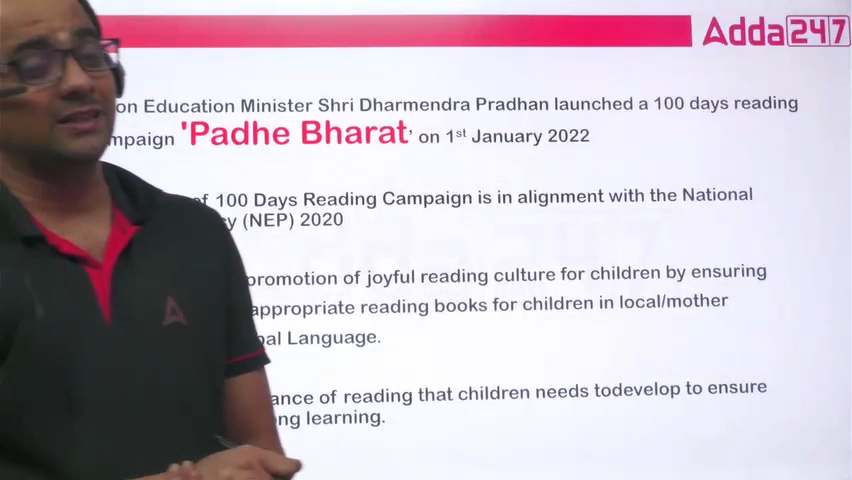 Adda247
on Education Minister Shri Dharmendra Pradhan launched a 100 days reading
mpaign 'Padhe Bharat' on 1st January 2022
of 100 Days Reading Campaign is in alignment with the National
cy (NEP) 2020
promotion of joyful reading culture for children by ensuring
appropriate reading books for children in local/mother
bal Language.
ance of reading that children needs todevelop to ensure
ong learning.